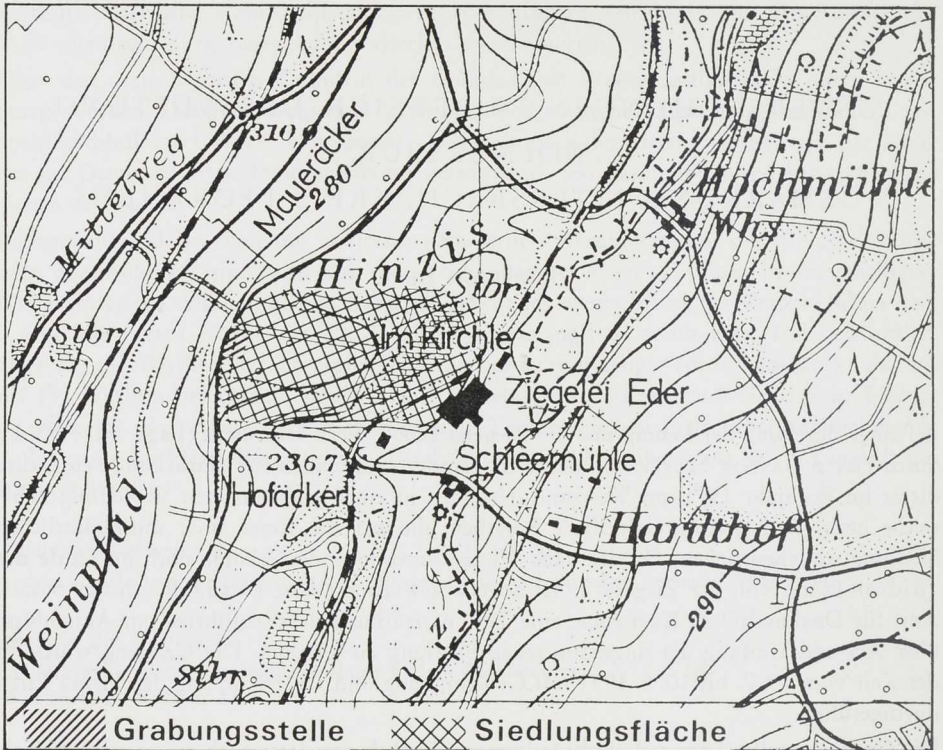 310
Mittelweg
Maueräcker
280
Hochmühle
Whs
Hinzis
Stbr
Stbr
Im Kirchle
Ziegelei Eder
236,7
Schleemühle
Hofäcker
Hardthof
Weinpfad
290
Stbr
Grabungsstelle
Siedlungsfläche